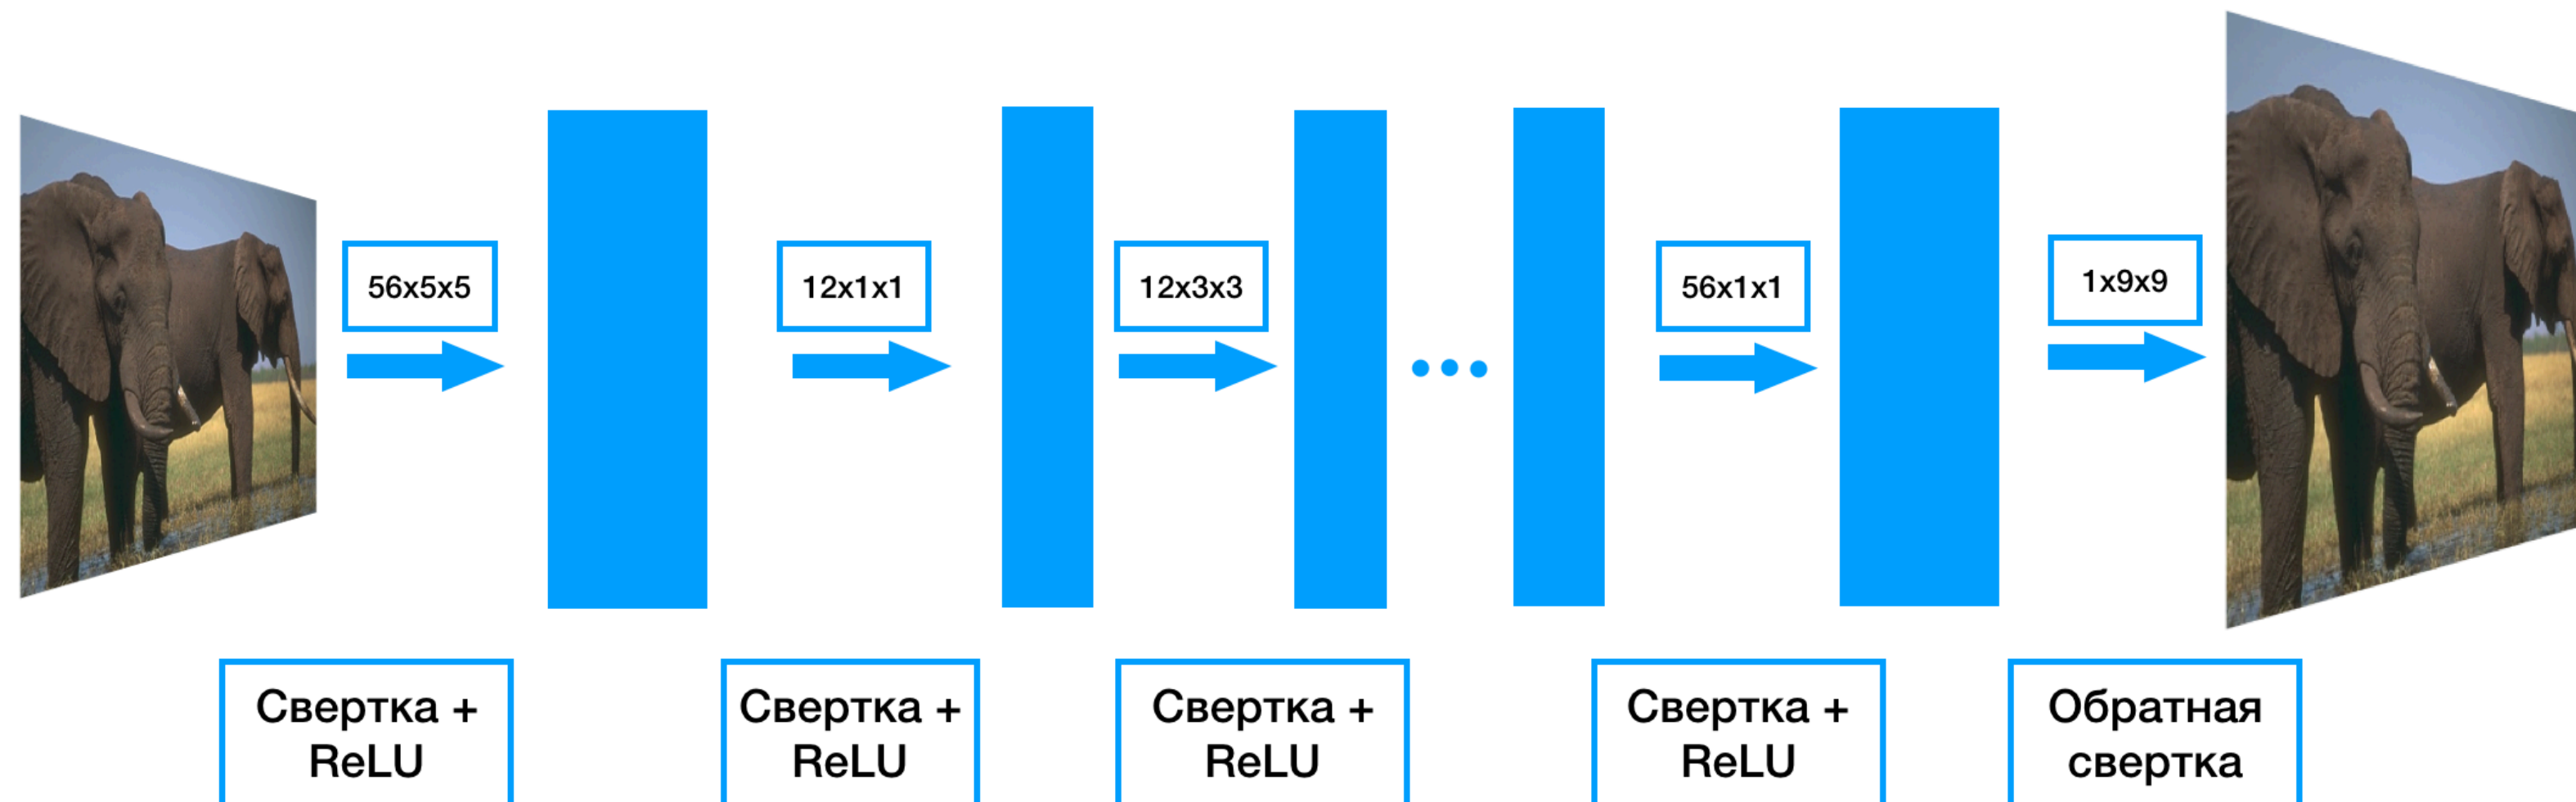 56x5x5
12x1x1
12x3x3
56x1x1
1x9x9
Свертка +
ReLU
Свертка +
ReLU
Свертка +
ReLU
Свертка +
ReLU
Обратная
свертка